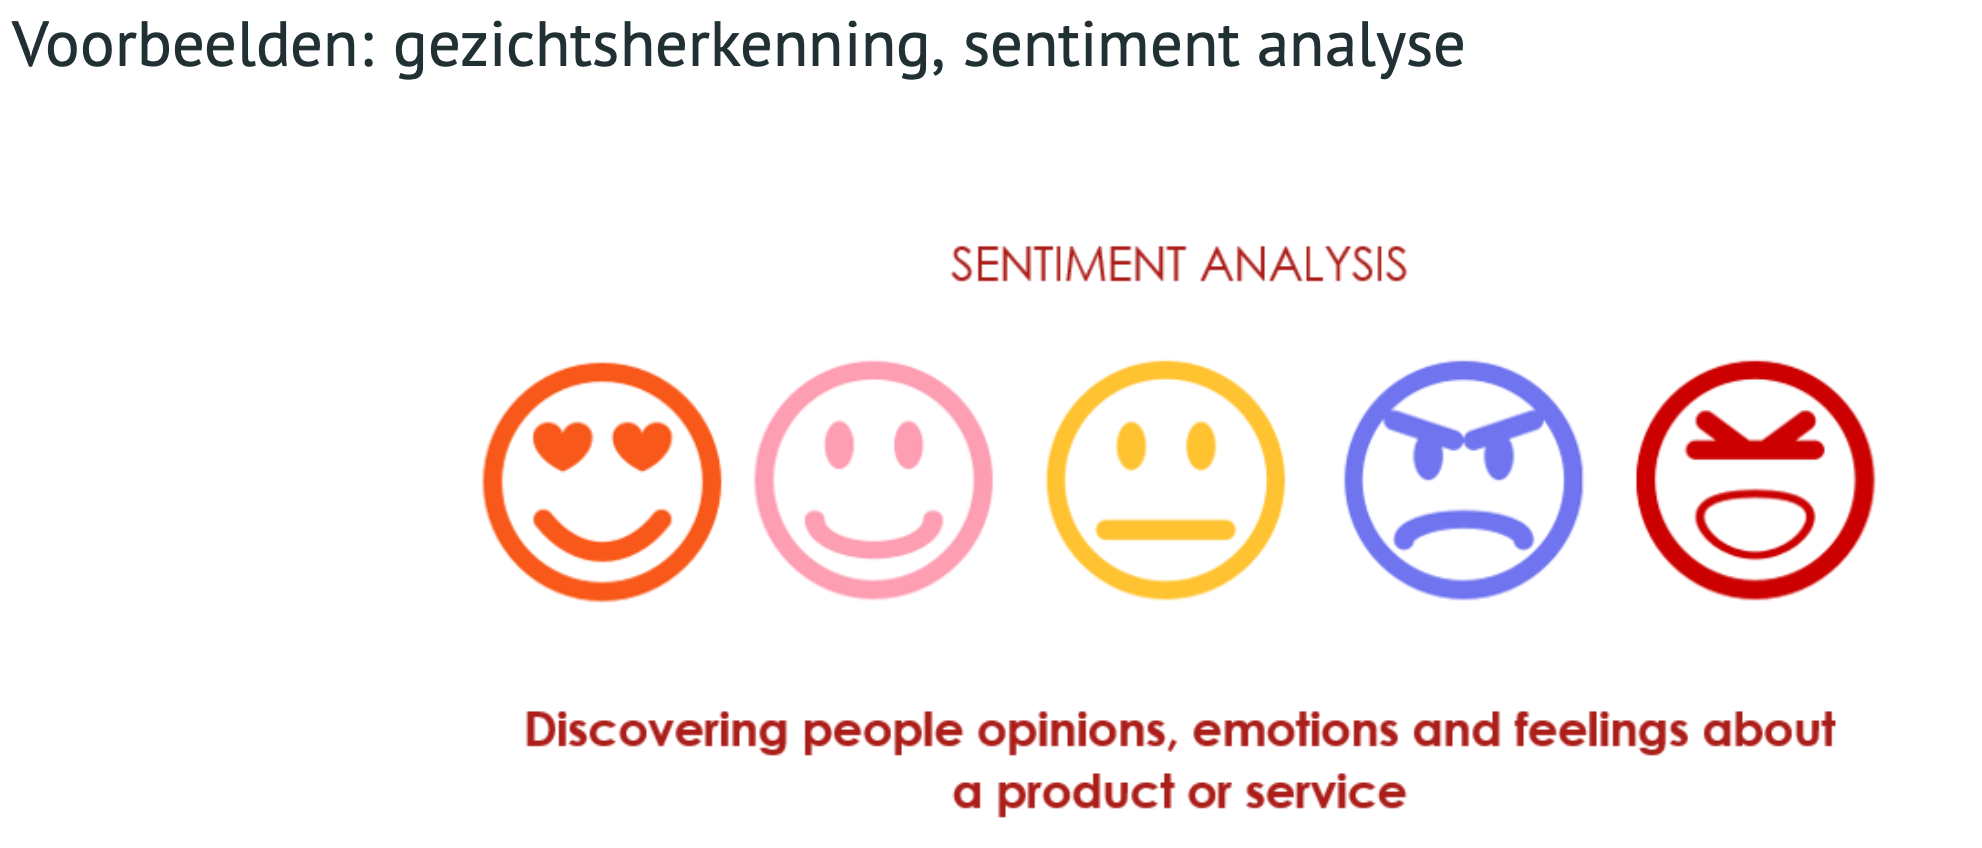 Voorbeelden: gezichtsherkenning, sentiment analyse
SENTIMENT ANALYSIS
Discovering people opinions, emotions and feelings about
a product or service